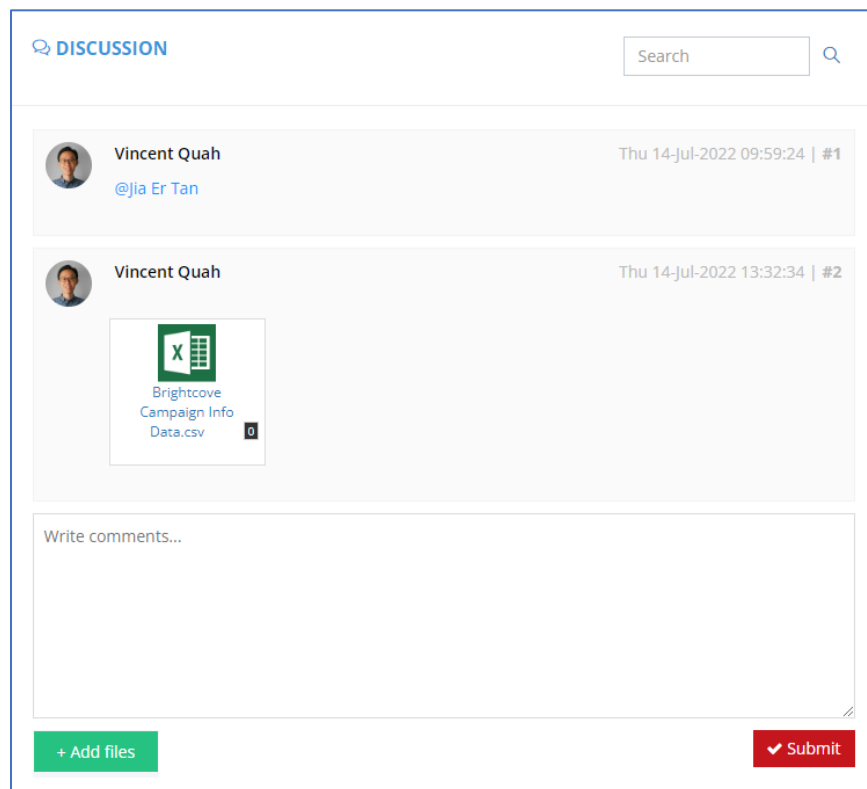 DISCUSSION
Search
Vincent Quah
Thu 14-Jul-2022 09:59:24 | #1
@Jia Er Tan
Vincent Quah
Thu 14-Jul-2022 13:32:34 | #2
X
Brightcove
Campaign Info
Data.csv
0
Write comments...
+ Add files
Submit